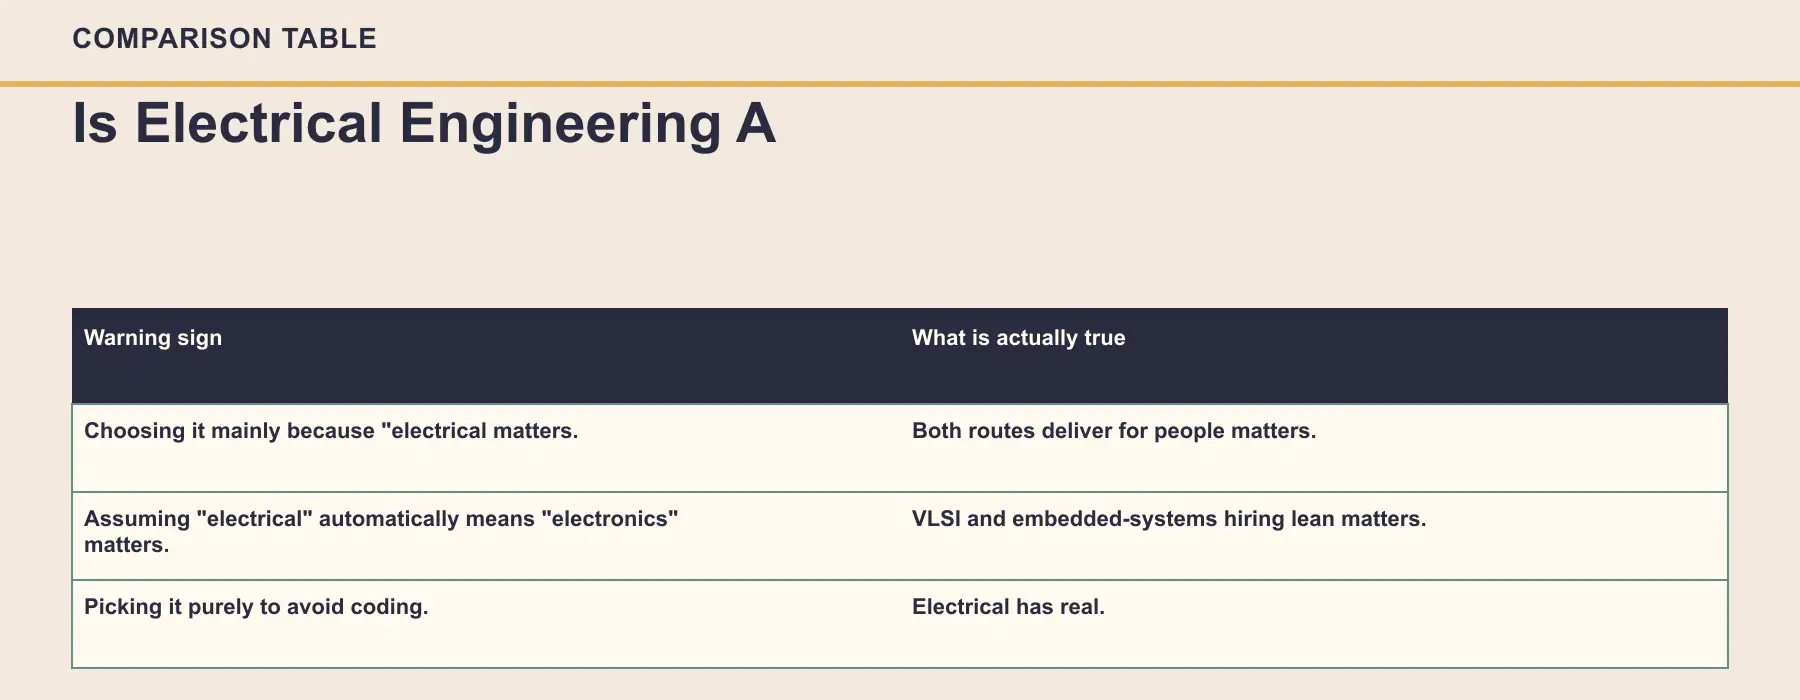 COMPARISON TABLE
Is Electrical Engineering A
Warning sign
What is actually true
Choosing it mainly because "electrical matters.
Both routes deliver for people matters.
Assuming "electrical" automatically means "electronics"
matters.
VLSI and embedded-systems hiring lean matters.
Picking it purely to avoid coding.
Electrical has real.